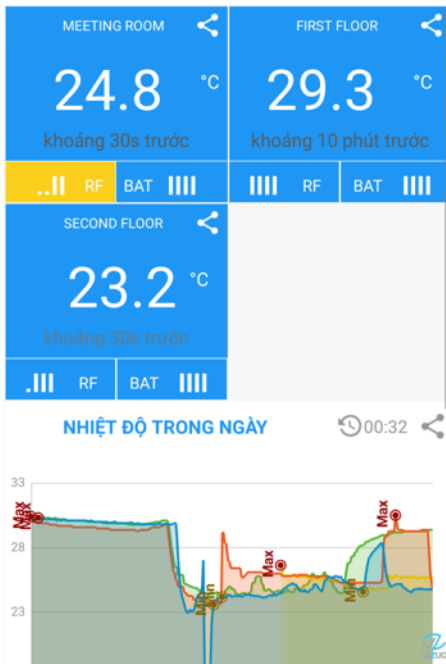 MEETING ROOM
24.8 °C
khoảng 30s trước
RF BAT
FIRST FLOOR
29.3 °C
khoảng 10 phút trước
RF BAT
SECOND FLOOR
23.2 °C
khoảng 30s trước
RF BAT
NHIỆT ĐỘ TRONG NGÀY 00:32
33
28
23
Max
Max
Min
Min
Max
Min
Max